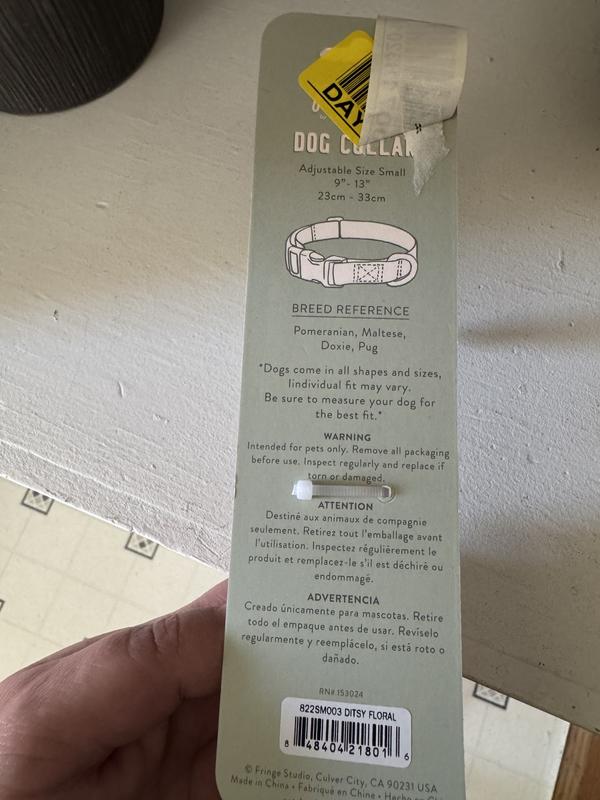 DAY
DOG COLLAR
Adjustable Size Small
9"- 13"
23cm - 33cm
BREED REFERENCE
Pomeranian, Maltese,
Doxie, Pug
*Dogs come in all shapes and sizes,
Iindividual fit may vary.
Be sure to measure your dog for
the best fit.*
WARNING
Intended for pets only. Remove all packaging
before use. Inspect regularly and replace if
torn or damaged.
ATTENTION
Destiné aux animaux de compagnie
seulement. Retirez tout l'emballage avant
l'utilisation. Inspectez régulièrement le
produit et remplacez-le s'il est déchiré ou
endommagé.
ADVERTENCIA
Creado únicamente para mascotas. Retire
todo el empaque antes de usar. Revíselo
regularmente y reemplácelo, si está roto o
dañado.
RN# 153024
822SM003 DITSY FLORAL
8 48404 21801 6
© Fringe Studio, Culver City, CA 90231 USA
Made in China • Fabriqué en Chine • Hecho en